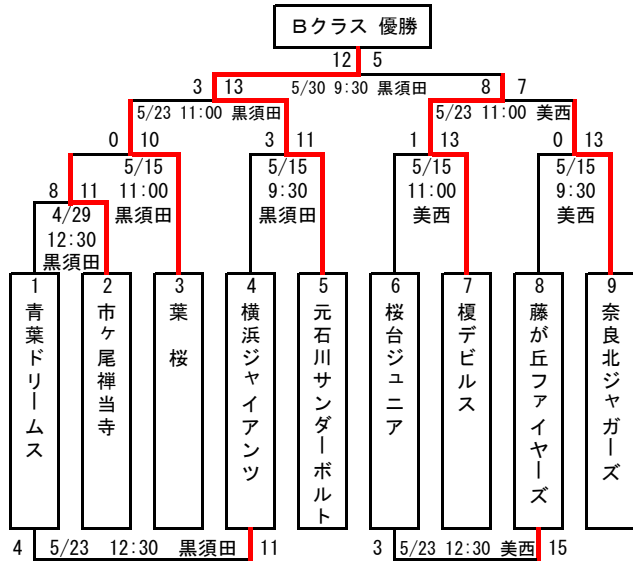 Bクラス 優勝
12 5
3 13 5/30 9:30 黒須田 8 7
5/23 11:00 黒須田 5/23 11:00 美西
0 10 3 11 1 13 0 13
5/15 5/15 5/15 5/15
11:00 9:30 11:00 9:30
黒須田 黒須田 美西 美西
8 11
4/29
12:30
黒須田
1 青葉ドリームス
2 市ヶ尾禅当寺
3 葉桜
4 横浜ジャイアンツ
5 元石川サンダーボルト
6 桜台ジュニア
7 榎デビルス
8 藤が丘ファイヤーズ
9 奈良北ジャガーズ
4 5/23 12:30 黒須田 11
3 5/23 12:30 美西 15